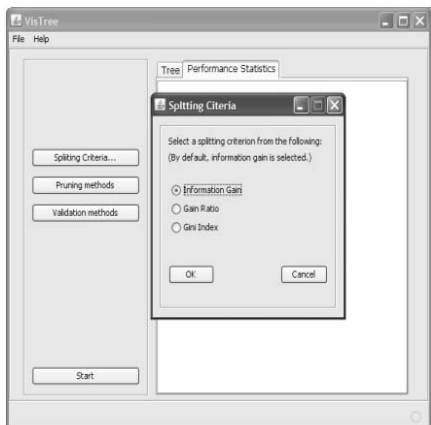 VisTree
File Help
Tree Performance Statistics
Spltting Citeria
Select a splitting criterion from the following:
(By default, information gain is selected.)
Information Gain
Gain Ratio
Gini Index
OK Cancel
Spliting Criteria...
Pruning methods
Validation methods
Start